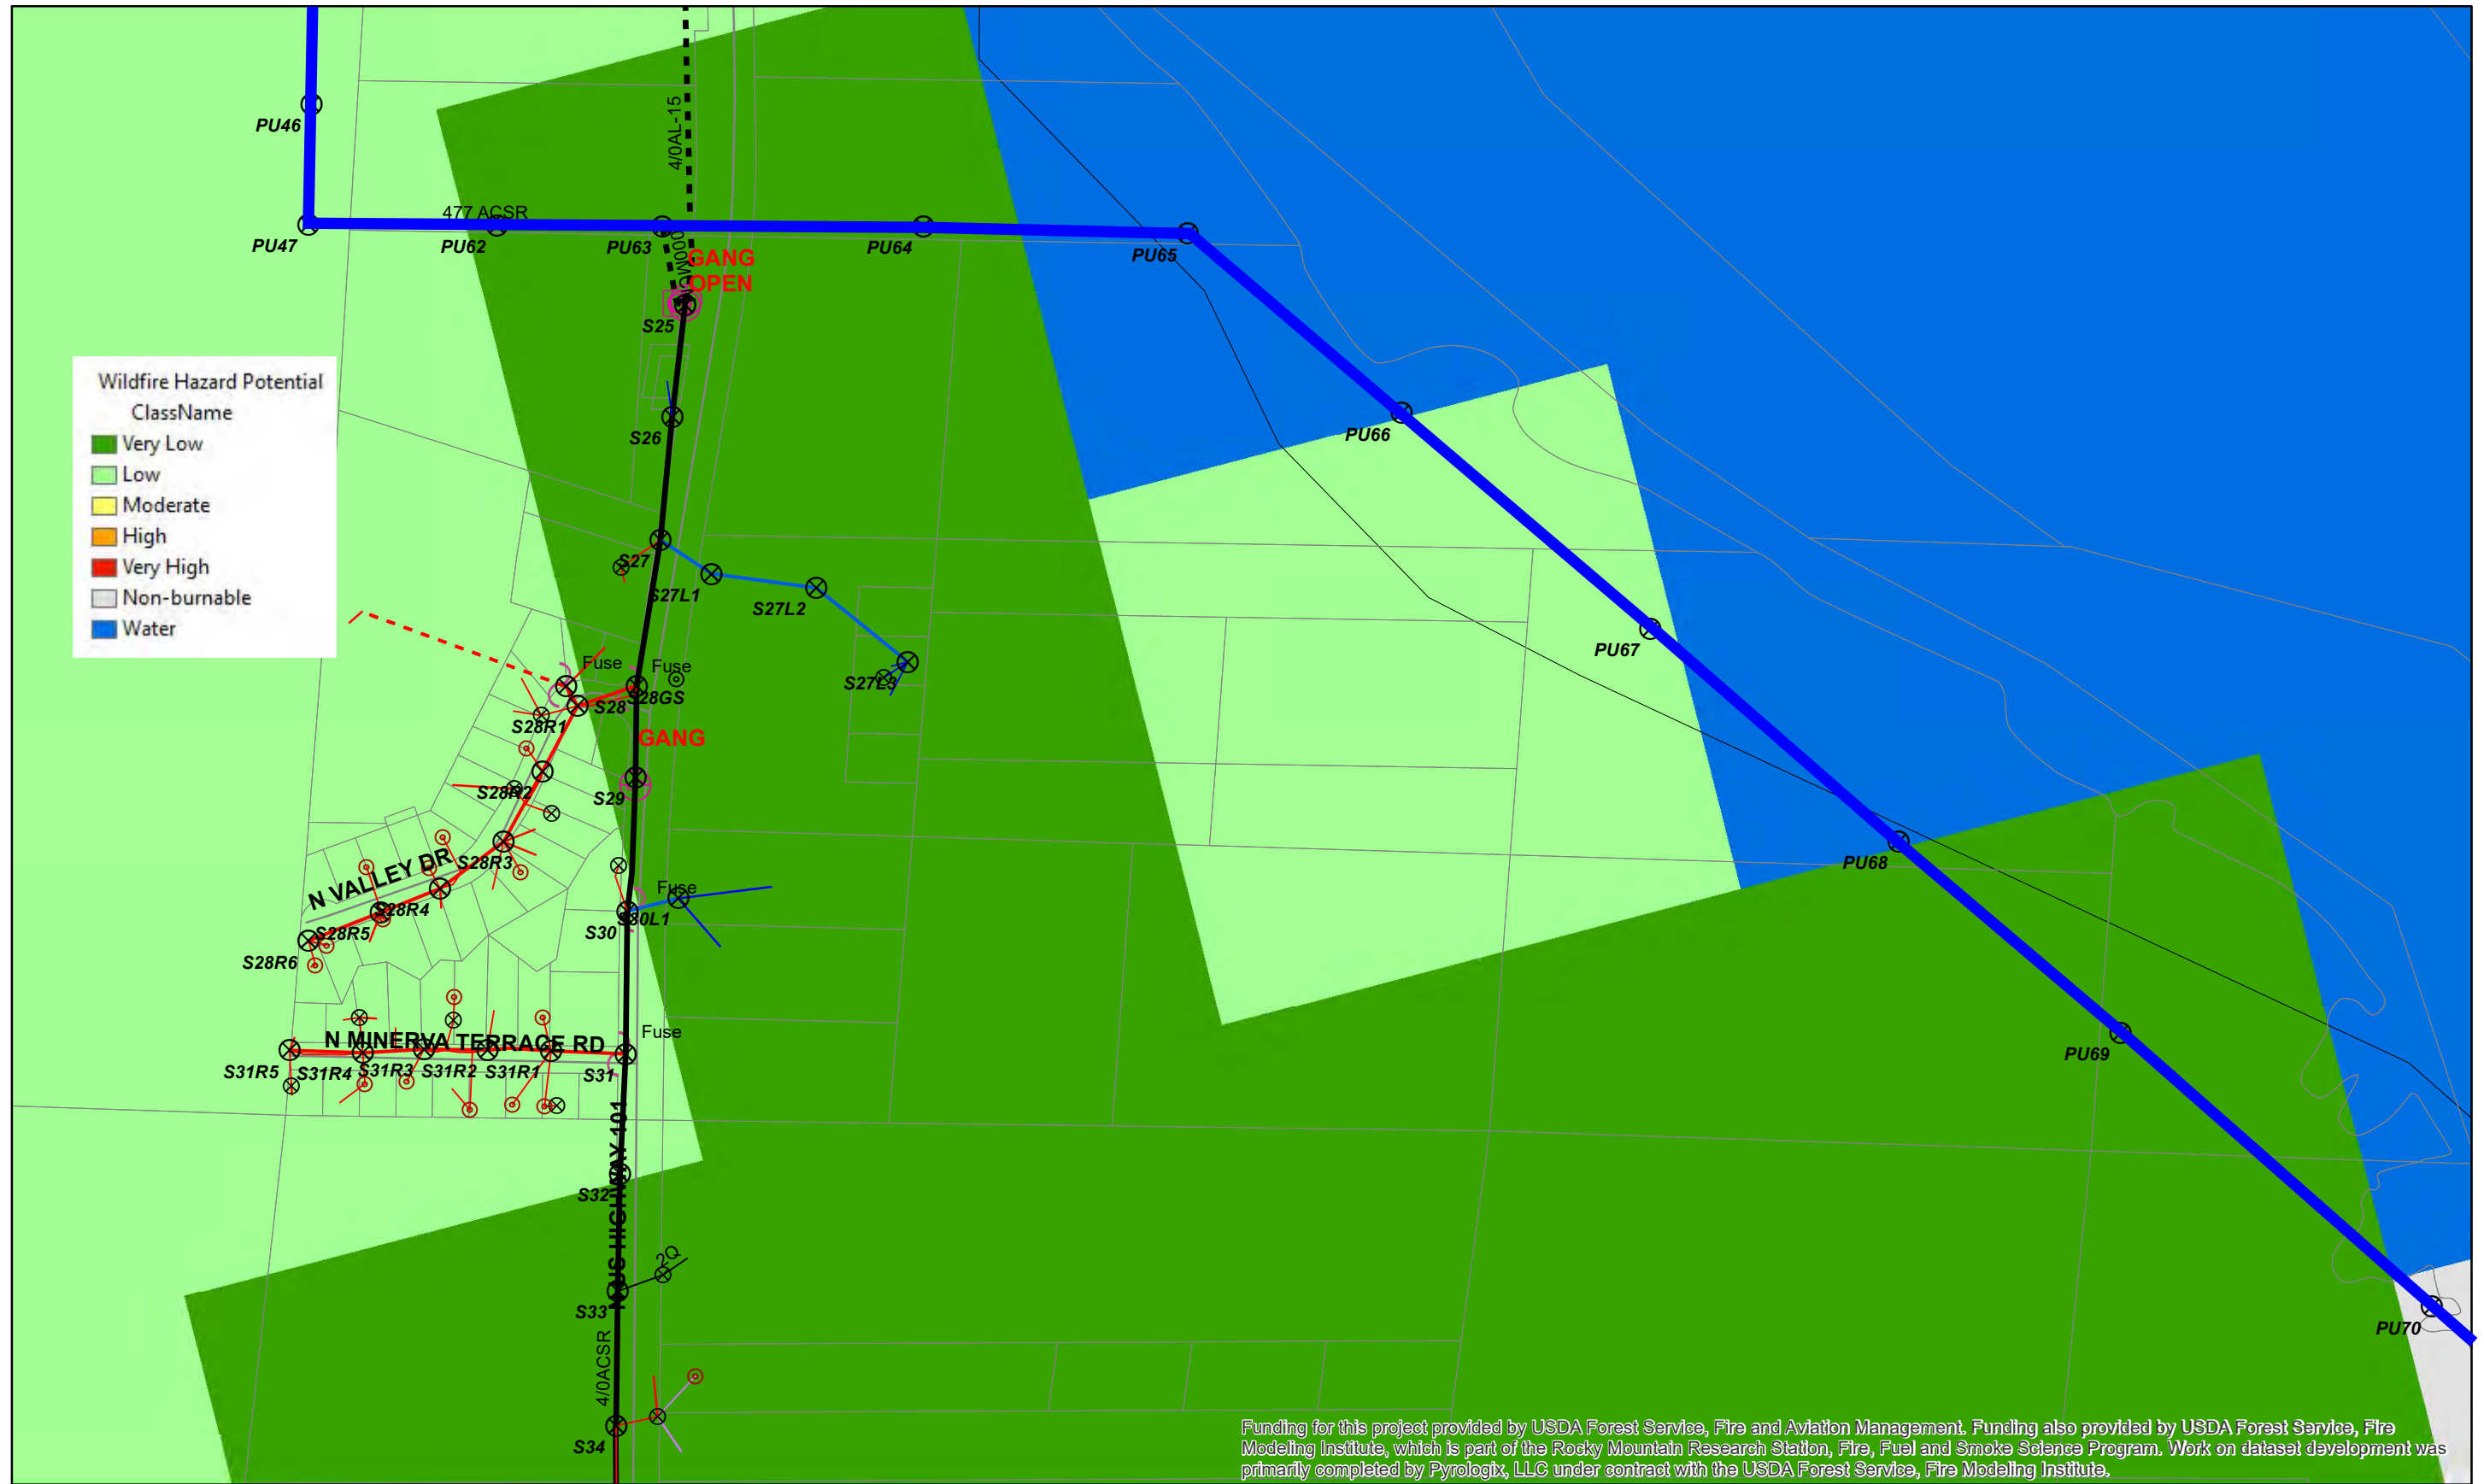 4/0AL-15
PU46
477 ACSR
PU47
PU62
PU63
PU64
PU65
GANG
OPEN
S25
Wildfire Hazard Potential
ClassName
Very Low
Low
Moderate
High
Very High
Non-burnable
Water
S26
PU66
S27
S27L1
S27L2
PU67
Fuse
Fuse
S27L3
S28GS
S28
S28R1
GANG
S28R2
S29
PU68
N VALLEY DR
S28R3
Fuse
S28R4
S30L1
S28R5
S30
S28R6
Fuse
N MINERVA TERRACE RD
PU69
S31R5
S31R4
S31R3
S31R2
S31R1
S31
N US HIGHWAY 101
S32
2Q
S33
PU70
4/0ACSR
S34
Funding for this project provided by USDA Forest Service, Fire and Aviation Management. Funding also provided by USDA Forest Service, Fire
Modeling Institute, which is part of the Rocky Mountain Research Station, Fire, Fuel and Smoke Science Program. Work on dataset development was
primarily completed by Pyrologix, LLC under contract with the USDA Forest Service, Fire Modeling Institute.